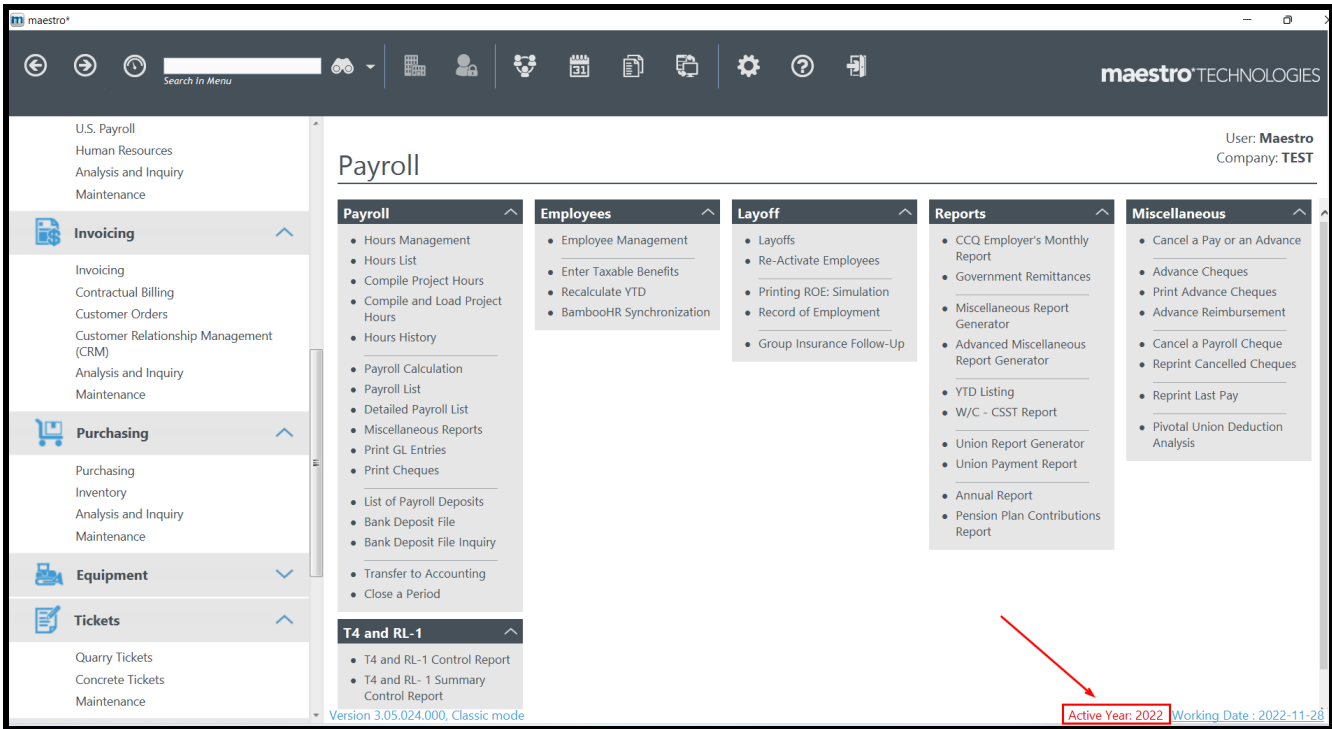 maestro*
Search in Menu
maestro*TECHNOLOGIES
U.S. Payroll
Human Resources
Analysis and Inquiry
Maintenance
Invoicing
Invoicing
Contractual Billing
Customer Orders
Customer Relationship Management
(CRM)
Analysis and Inquiry
Maintenance
Purchasing
Purchasing
Inventory
Analysis and Inquiry
Maintenance
Equipment
Tickets
Quarry Tickets
Concrete Tickets
Maintenance
User: Maestro
Company: TEST
Payroll
Payroll
Hours Management
Hours List
Compile Project Hours
Compile and Load Project
Hours
Hours History
Payroll Calculation
Payroll List
Detailed Payroll List
Miscellaneous Reports
Print GL Entries
Print Cheques
List of Payroll Deposits
Bank Deposit File
Bank Deposit File Inquiry
Transfer to Accounting
Close a Period
T4 and RL-1
T4 and RL-1 Control Report
T4 and RL- 1 Summary
Control Report
Employees
Employee Management
Enter Taxable Benefits
Recalculate YTD
BambooHR Synchronization
Layoff
Layoffs
Re-Activate Employees
Printing ROE: Simulation
Record of Employment
Group Insurance Follow-Up
Reports
CCQ Employer's Monthly
Report
Government Remittances
Miscellaneous Report
Generator
Advanced Miscellaneous
Report Generator
YTD Listing
W/C - CSST Report
Union Report Generator
Union Payment Report
Annual Report
Pension Plan Contributions
Report
Miscellaneous
Cancel a Pay or an Advance
Advance Cheques
Print Advance Cheques
Advance Reimbursement
Cancel a Payroll Cheque
Reprint Cancelled Cheques
Reprint Last Pay
Pivotal Union Deduction
Analysis
Version 3.05.024.000, Classic mode
Active Year: 2022
Working Date : 2022-11-28